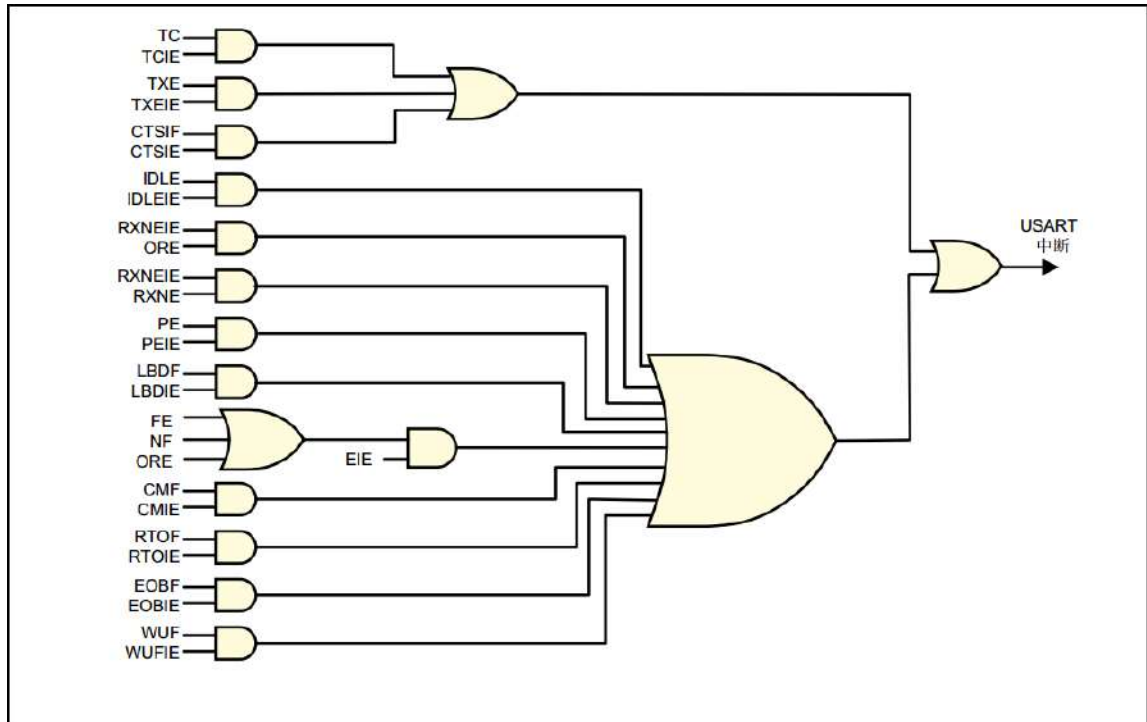 TC
TCIE
TXE
TXEIE
CTSIF
CTSIE
IDLE
IDLEIE
RXNEIE
ORE
RXNEIE
RXNE
PE
PEIE
LBDF
LBDIE
FE
NF
ORE
EIE
CMF
CMIE
RTOF
RTOIE
EOBF
EOBIE
WUF
WUFIE
USART
中断